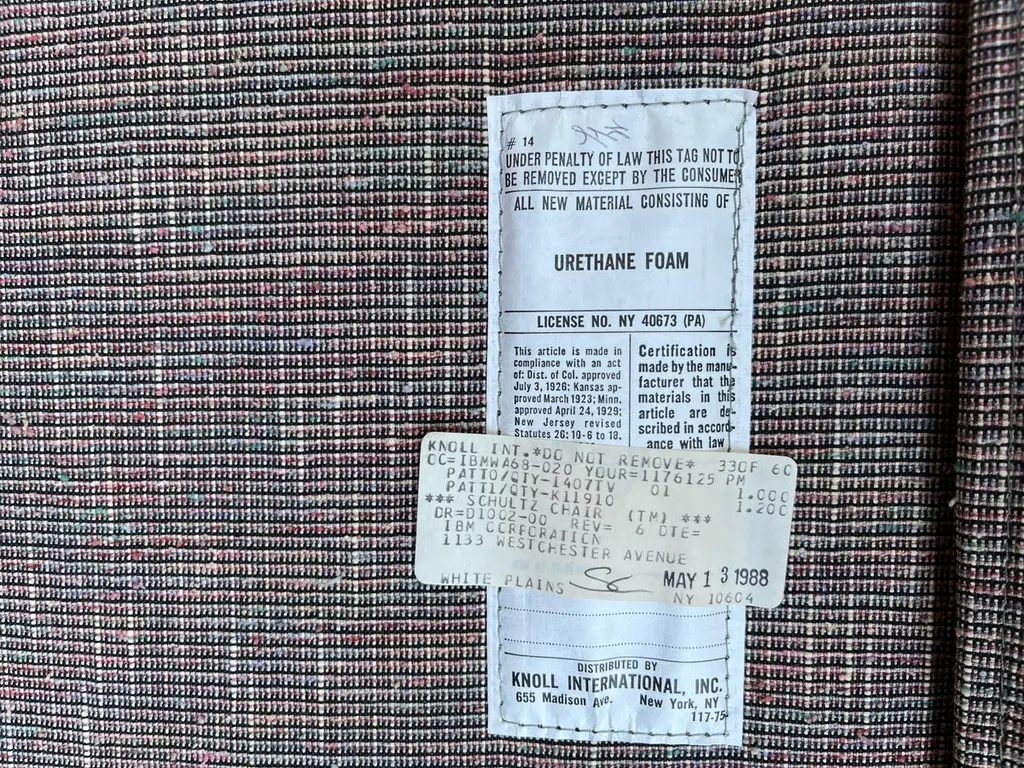 # 14
UNDER PENALTY OF LAW THIS TAG NOT TO
BE REMOVED EXCEPT BY THE CONSUMER
ALL NEW MATERIAL CONSISTING OF
URETHANE FOAM
LICENSE NO. NY 40673 (PA)
This article is made in
compliance with an act
of: Dist. of Col. approved
July 3, 1926; Kansas ap-
proved March 1923; Minn.
approved April 24, 1929;
New Jersey revised
Statutes 26: 10-6 to 18.
Certification is
made by the manu-
facturer that the
materials in this
article are de-
scribed in accord-
ance with law
KNOLL INT.*DO NOT REMOVE* 330F 60
OC=IBMWA68-020 YOUR=1176125 PM
PATT0/QTY-1407TV 01 1.000
PATT1/QTY-K11910 1.200
*** SCHULTZ CHAIR (TM) ***
DR=D1002-00 REV= 6 DTE=
IBM CORPORATION
1133 WESTCHESTER AVENUE
MAY 13 1988
WHITE PLAINS NY 10604
DISTRIBUTED BY
KNOLL INTERNATIONAL, INC.
655 Madison Ave. New York, NY
117-75